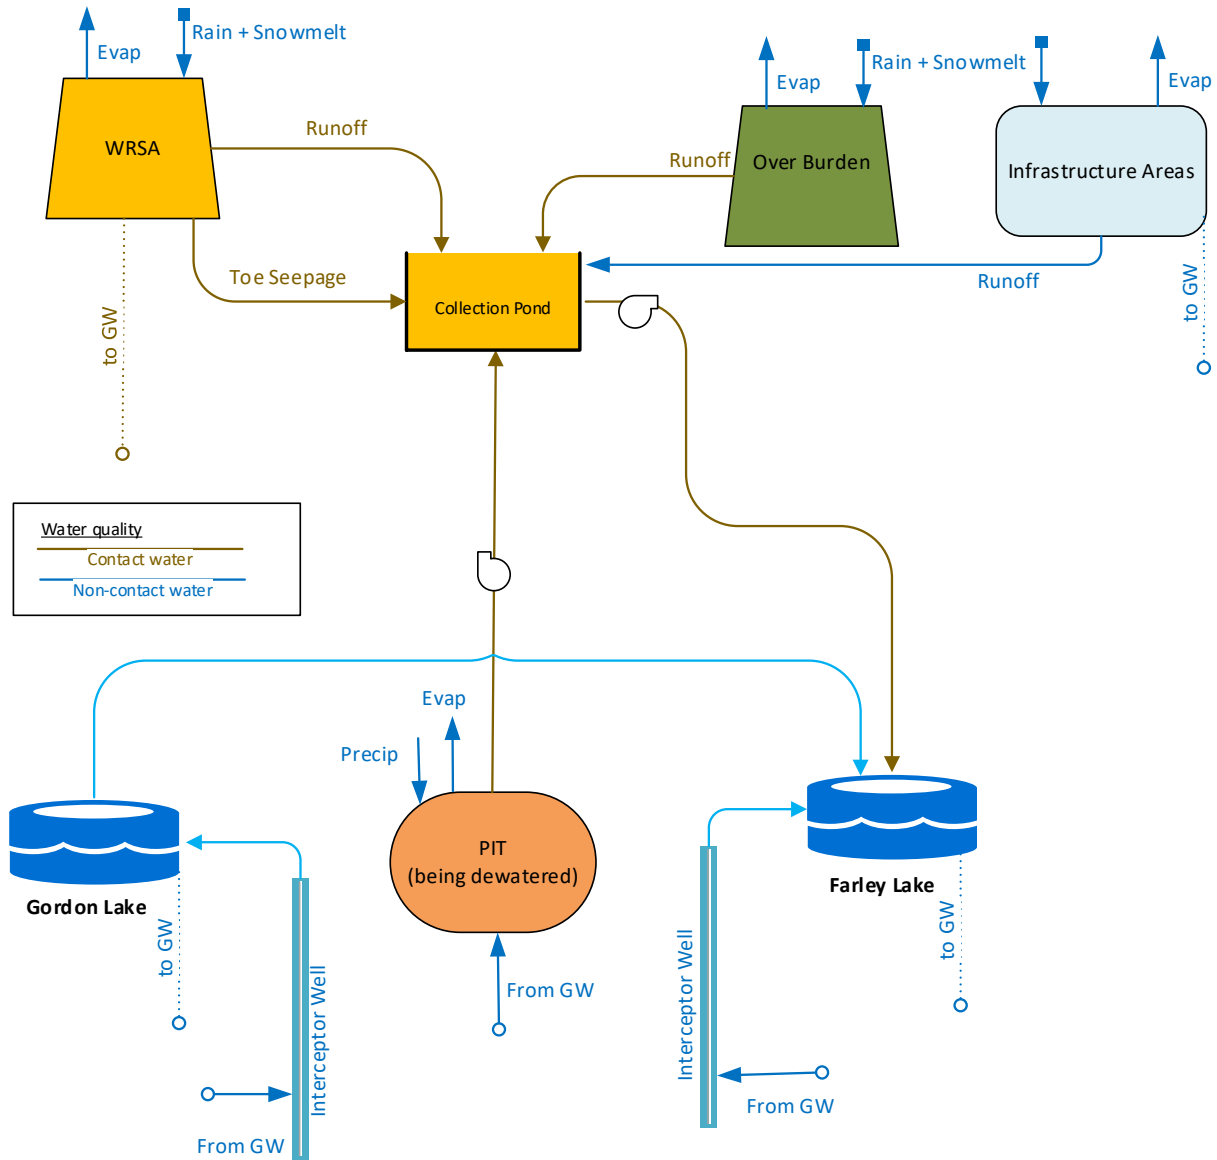 Rain + Snowmelt
Evap
WRSA
Runoff
Toe Seepage
to GW
Rain + Snowmelt
Evap
Evap
Over Burden
Runoff
Infrastructure Areas
Runoff
to GW
Collection Pond
Water quality
Contact water
Non-contact water
Evap
Precip
PIT
(being dewatered)
From GW
Gordon Lake
to GW
Interceptor Well
From GW
Farley Lake
to GW
Interceptor Well
From GW